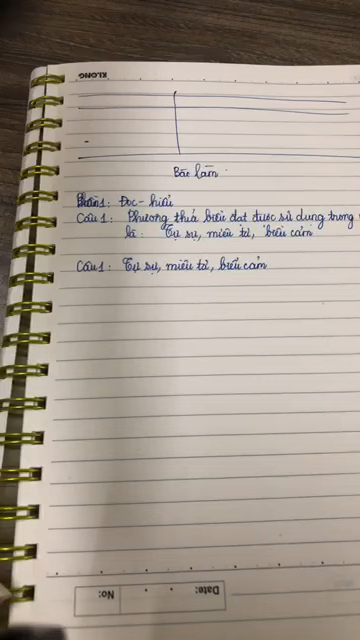 KLONG
Bài làm
Phần 1: Đọc - hiểu
Câu 1: Phương thức biểu đạt được sử dụng trong
là: Tự sự, miêu tả, biểu cảm
Câu 1: Tự sự, miêu tả, biểu cảm
Date:
No: